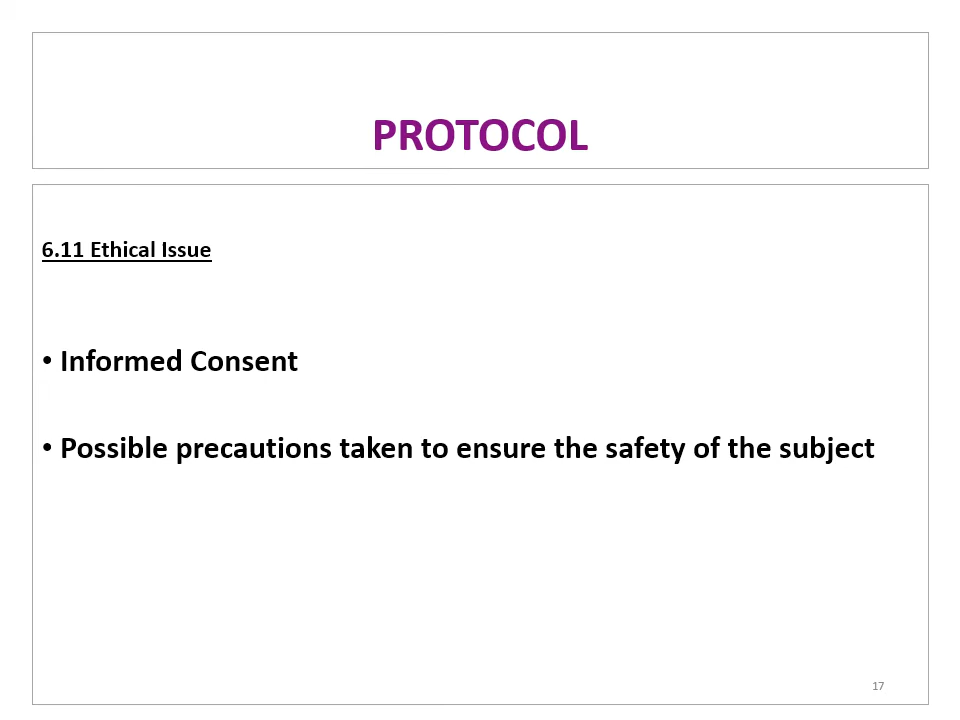 PROTOCOL
6.11 Ethical Issue
• Informed Consent
• Possible precautions taken to ensure the safety of the subject
17